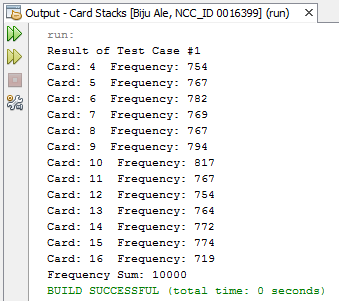 Output - Card Stacks [Biju Ale, NCC_ID 0016399] (run) ×
run:
Result of Test Case #1
Card: 4  Frequency: 754
Card: 5  Frequency: 767
Card: 6  Frequency: 782
Card: 7  Frequency: 769
Card: 8  Frequency: 767
Card: 9  Frequency: 794
Card: 10  Frequency: 817
Card: 11  Frequency: 767
Card: 12  Frequency: 754
Card: 13  Frequency: 764
Card: 14  Frequency: 772
Card: 15  Frequency: 774
Card: 16  Frequency: 719
Frequency Sum: 10000
BUILD SUCCESSFUL (total time: 0 seconds)